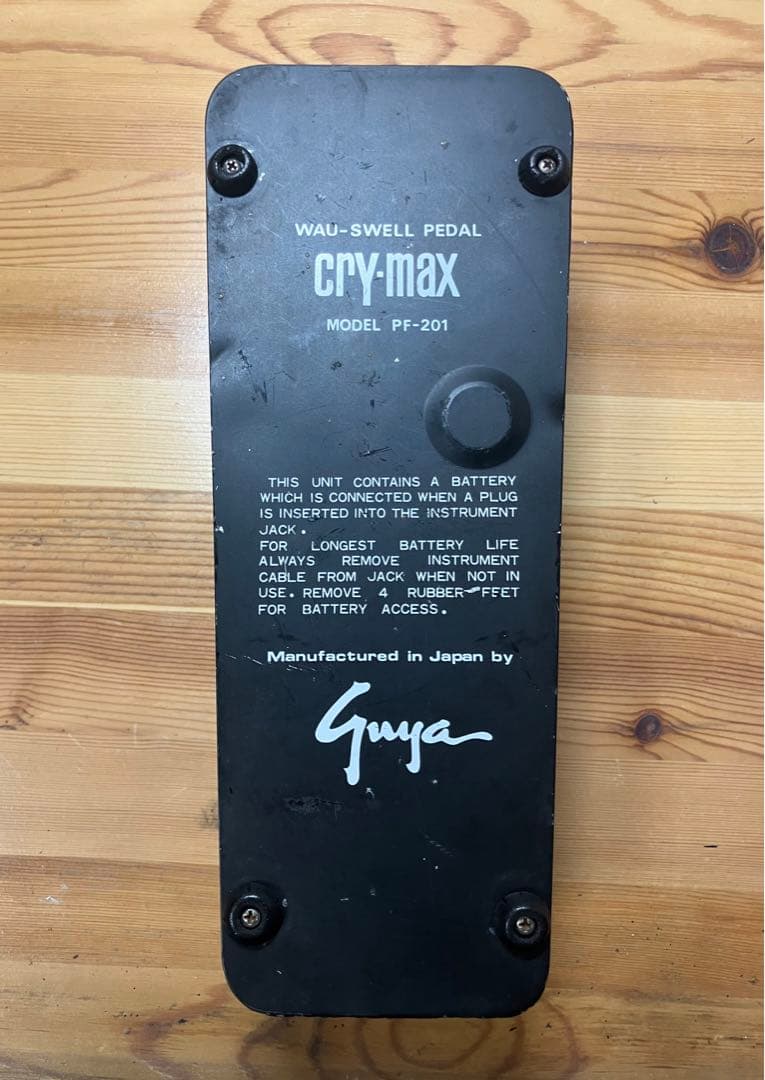 WAU-SWELL PEDAL
cry·max
MODEL PF-201
THIS UNIT CONTAINS A BATTERY
WHICH IS CONNECTED WHEN A PLUG
IS INSERTED INTO THE INSTRUMENT
JACK.
FOR LONGEST BATTERY LIFE
ALWAYS REMOVE INSTRUMENT
CABLE FROM JACK WHEN NOT IN
USE. REMOVE 4 RUBBER FEET
FOR BATTERY ACCESS.
Manufactured in Japan by
Guya